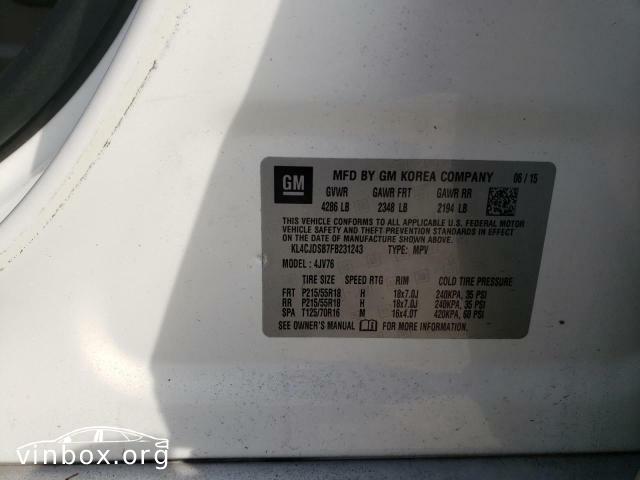 GM
MFD BY GM KOREA COMPANY 06 / 15
GVWR GAWR FRT GAWR RR
4286 LB 2348 LB 2194 LB
THIS VEHICLE CONFORMS TO ALL APPLICABLE U.S. FEDERAL MOTOR
VEHICLE SAFETY AND THEFT PREVENTION STANDARDS IN EFFECT
ON THE DATE OF MANUFACTURE SHOWN ABOVE.
KL4CJDSB7FB231243 TYPE: MPV
MODEL : 4JV76
TIRE SIZE SPEED RTG RIM COLD TIRE PRESSURE
FRT P215/55R18 H 18x7.0J 240KPA, 35 PSI
RR P215/55R18 H 18x7.0J 240KPA, 35 PSI
SPA T125/70R16 M 16x4.0T 420KPA, 60 PSI
SEE OWNER'S MANUAL FOR MORE INFORMATION
vinbox.org